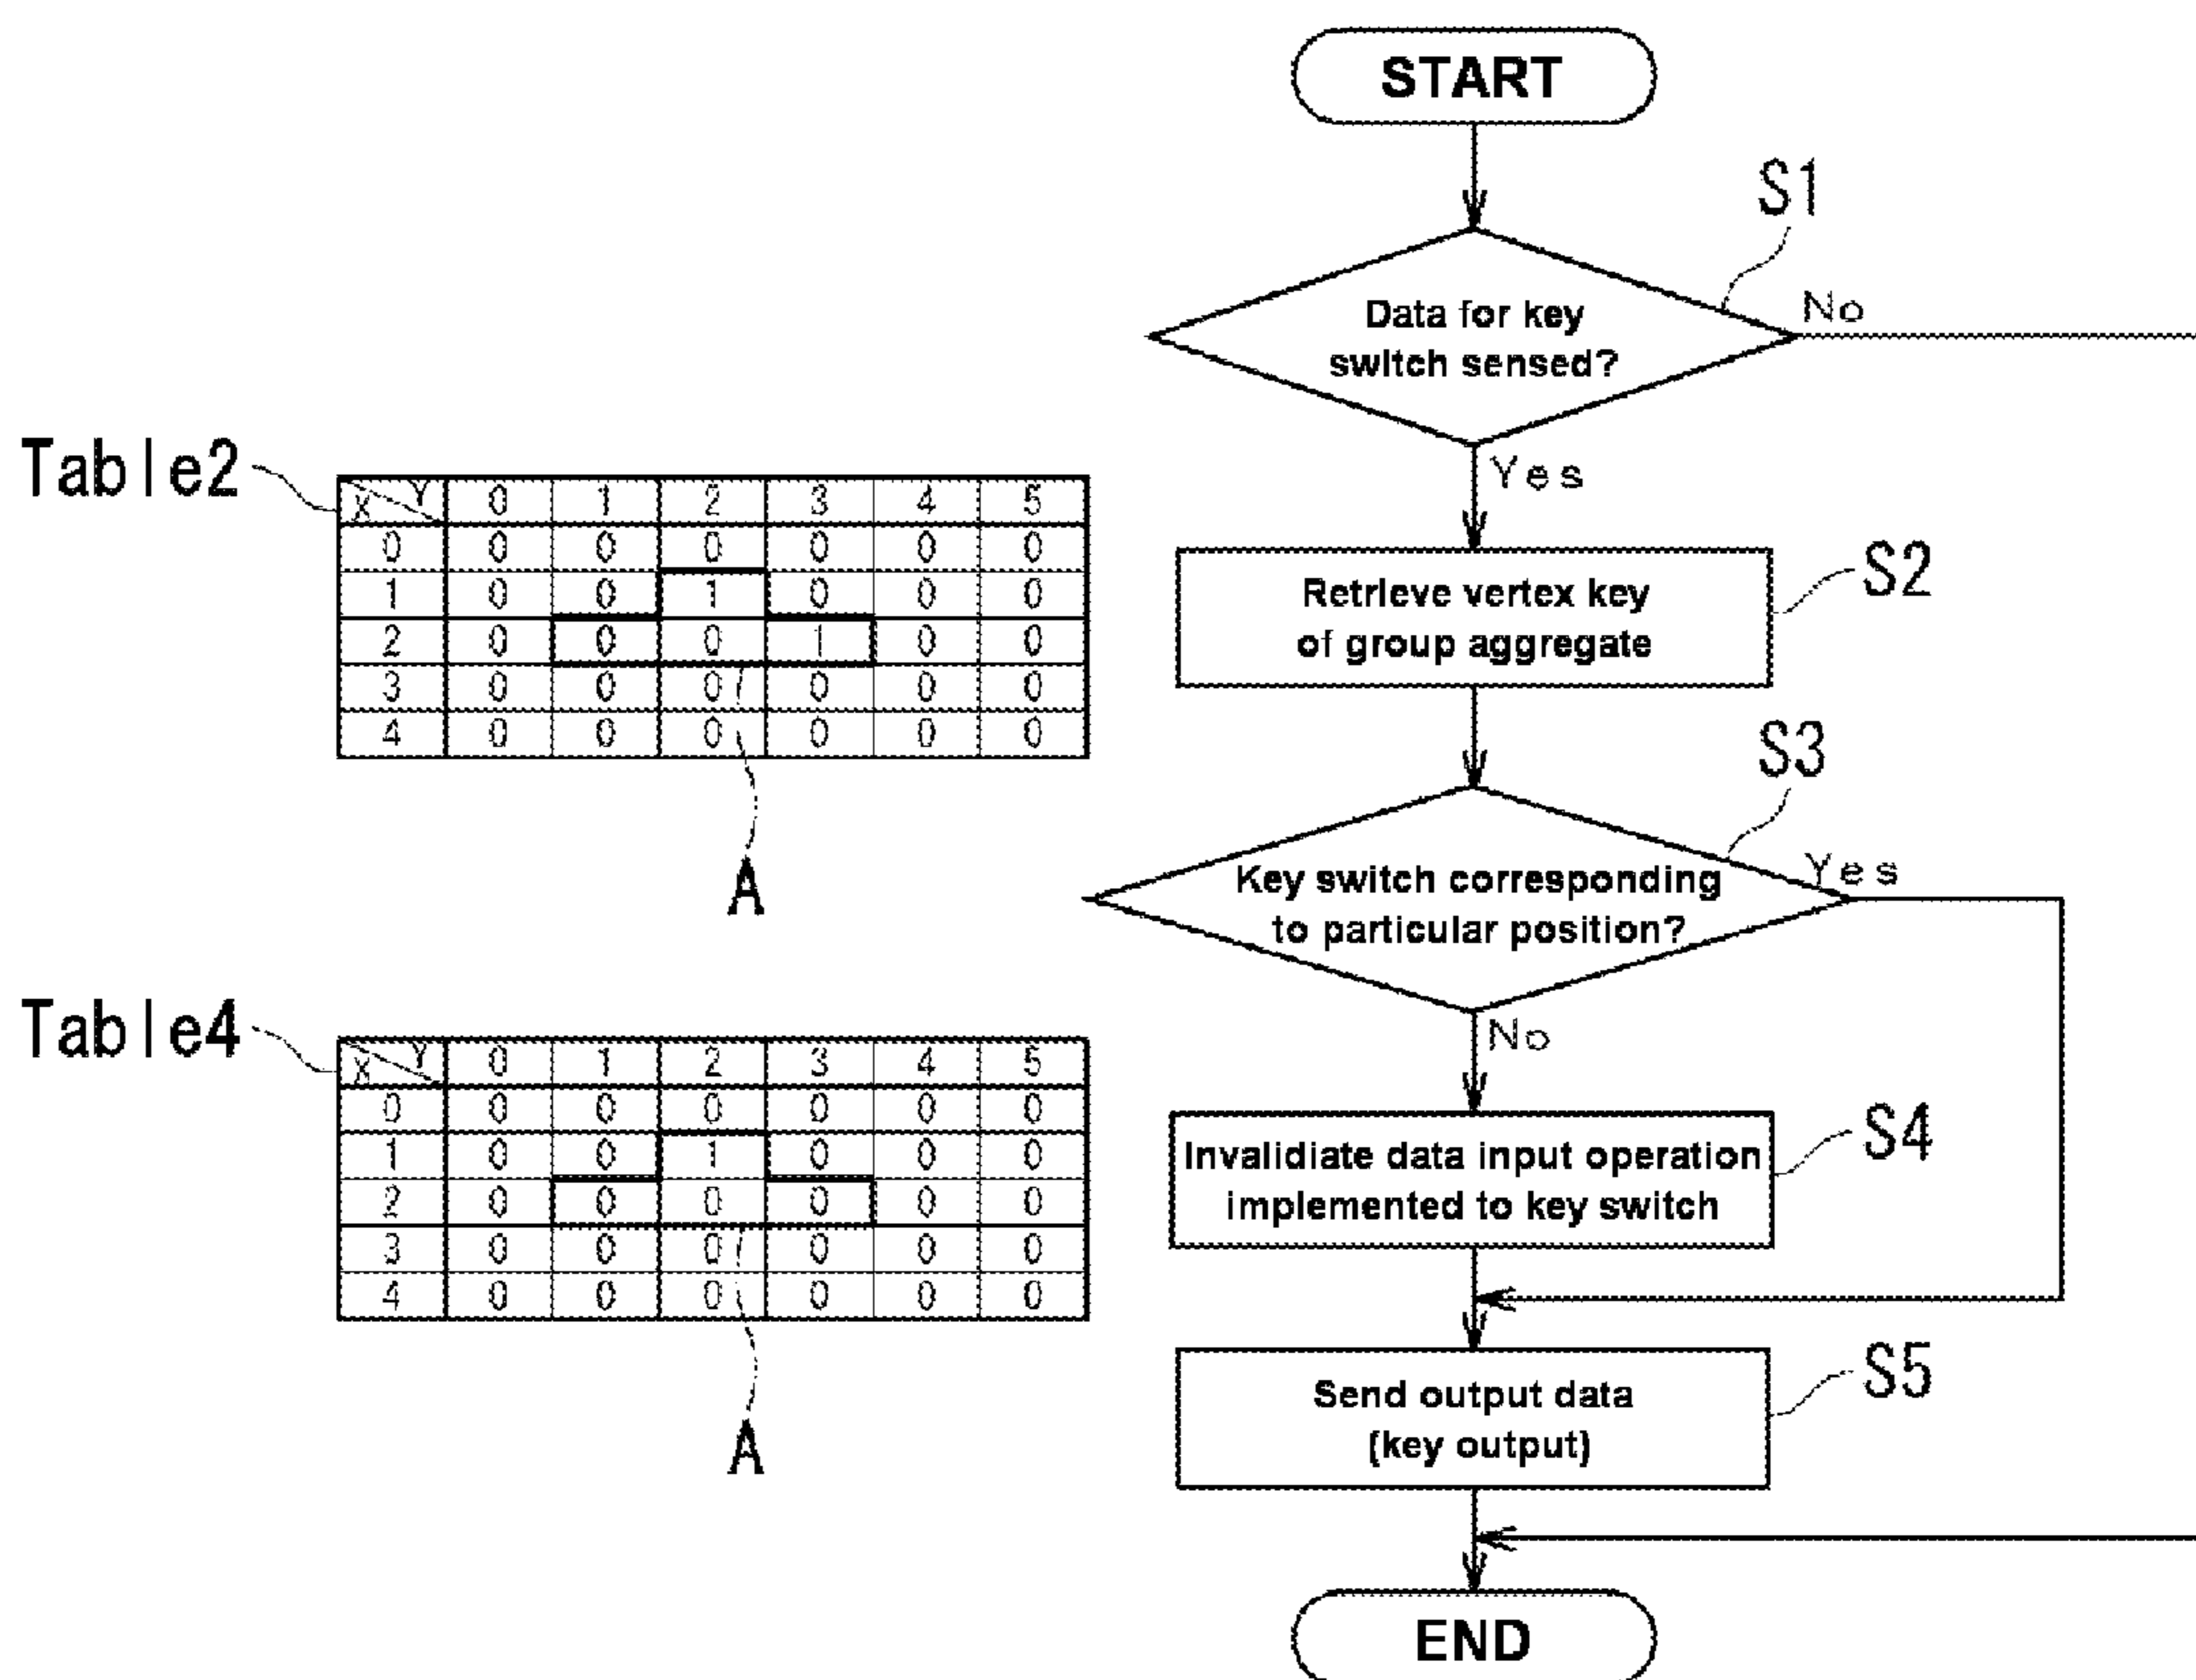 START
S1
Data for key
switch sensed?
No
Yes
Table2
X Y 0 1 2 3 4 5
0 0 0 0 0 0 0
1 0 0 1 0 0 0
2 0 0 0 1 0 0
3 0 0 0 0 0 0
4 0 0 0 0 0 0
A
S2
Retrieve vertex key
of group aggregate
S3
Key switch corresponding
to particular position?
Yes
No
Table4
X Y 0 1 2 3 4 5
0 0 0 0 0 0 0
1 0 0 1 0 0 0
2 0 0 0 0 0 0
3 0 0 0 0 0 0
4 0 0 0 0 0 0
A
S4
Invalidiate data input operation
implemented to key switch
S5
Send output data
(key output)
END